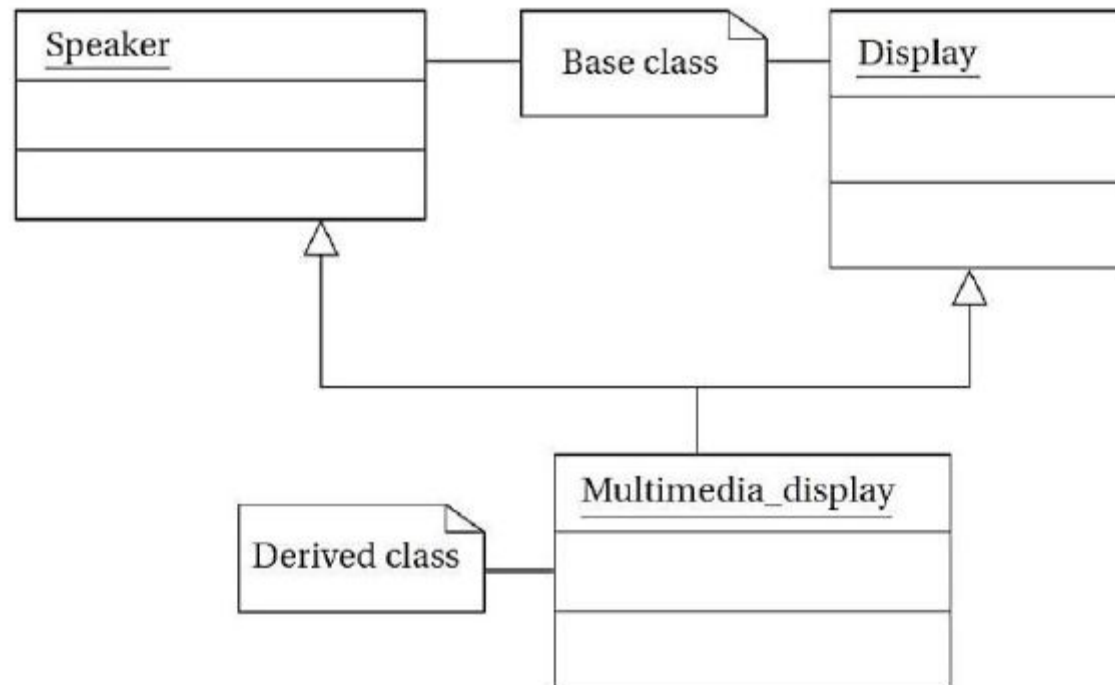 Speaker
Base class
Display
Multimedia_display
Derived class